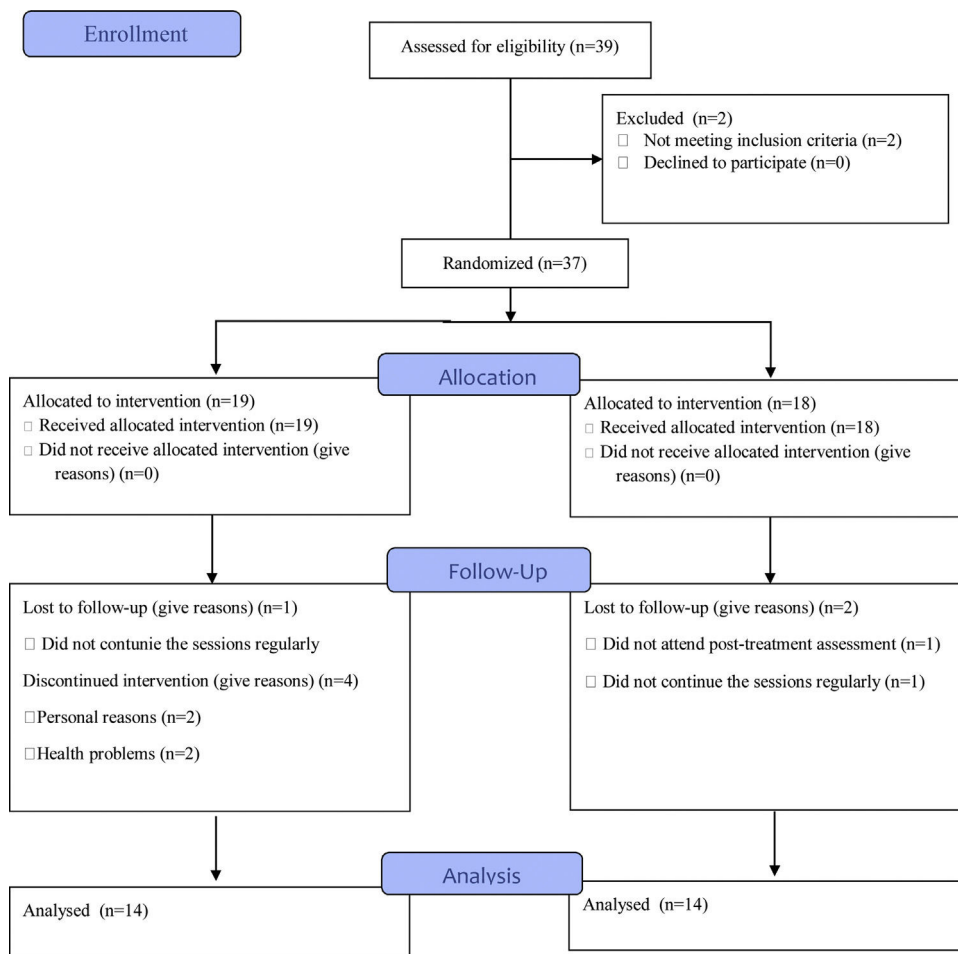 Enrollment
Assessed for eligibility (n=39)
Excluded (n=2)
□ Not meeting inclusion criteria (n=2)
□ Declined to participate (n=0)
Randomized (n=37)
Allocation
Allocated to intervention (n=19)
□ Received allocated intervention (n=19)
□ Did not receive allocated intervention (give
reasons) (n=0)
Allocated to intervention (n=18)
□ Received allocated intervention (n=18)
□ Did not receive allocated intervention (give
reasons) (n=0)
Follow-Up
Lost to follow-up (give reasons) (n=1)
□ Did not contunie the sessions regularly
Discontinued intervention (give reasons) (n=4)
□Personal reasons (n=2)
□Health problems (n=2)
Lost to follow-up (give reasons) (n=2)
□ Did not attend post-treatment assessment (n=1)
□ Did not continue the sessions regularly (n=1)
Analysis
Analysed (n=14)
Analysed (n=14)